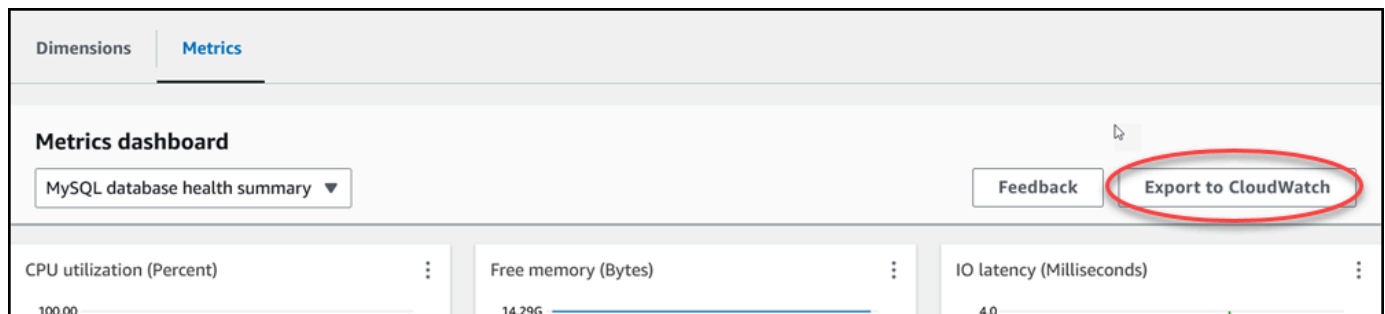 Dimensions Metrics
Metrics dashboard
MySQL database health summary Feedback Export to CloudWatch
CPU utilization (Percent) Free memory (Bytes) IO latency (Milliseconds)
100.00 14.29G 4.0